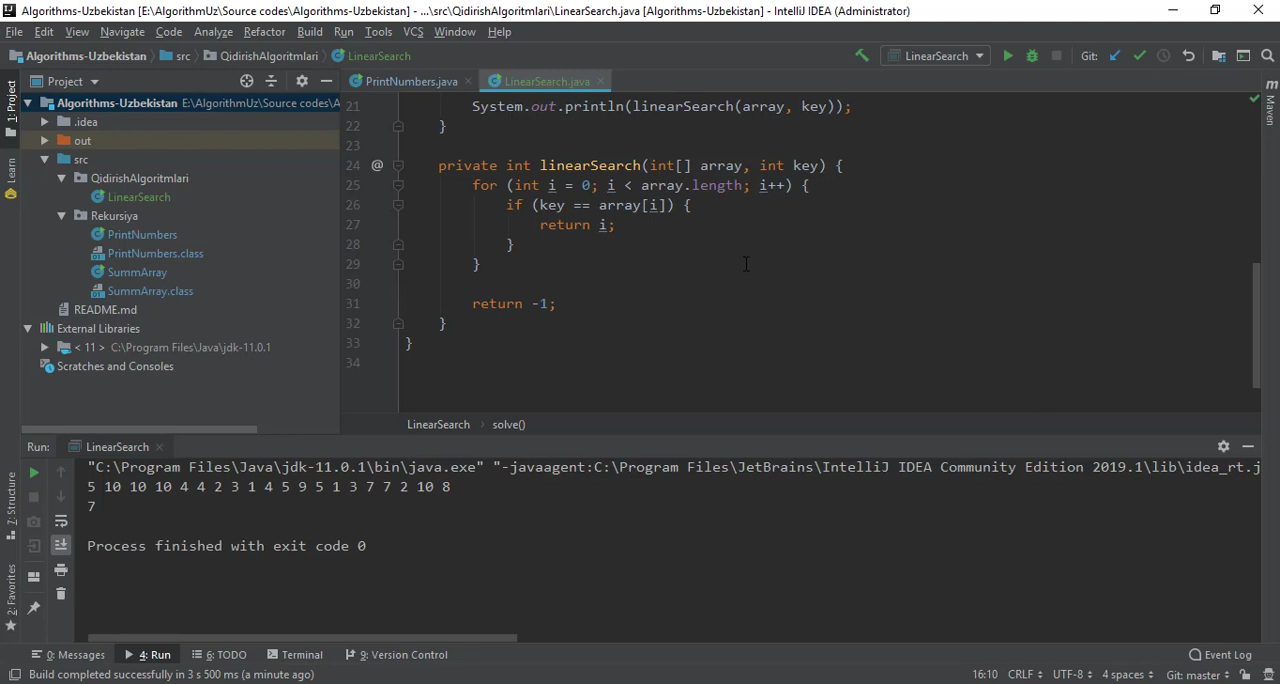 Algorithms-Uzbekistan [E:\AlgorithmUz\Source codes\Algorithms-Uzbekistan] - ...\src\QidirishAlgoritmlari\LinearSearch.java [Algorithms-Uzbekistan] - IntelliJ IDEA (Administrator)
File Edit View Navigate Code Analyze Refactor Build Run Tools VCS Window Help
Algorithms-Uzbekistan src QidirishAlgoritmlari LinearSearch LinearSearch Git:
1: Project
Learn
Z: Structure
2: Favorites
Project
Algorithms-Uzbekistan E:\AlgorithmUz\Source codes\A
.idea
out
src
QidirishAlgoritmlari
LinearSearch
Rekursiya
PrintNumbers
PrintNumbers.class
SummArray
SummArray.class
README.md
External Libraries
< 11 > C:\Program Files\Java\jdk-11.0.1
Scratches and Consoles
PrintNumbers.java LinearSearch.java
21 System.out.println(linearSearch(array, key));
22 }
23
24 @ private int linearSearch(int[] array, int key) {
25 for (int i = 0; i < array.length; i++) {
26 if (key == array[i]) {
27 return i;
28 }
29 }
30
31 return -1;
32 }
33 }
34
LinearSearch › solve()
m Maven
Run: LinearSearch
"C:\Program Files\Java\jdk-11.0.1\bin\java.exe" "-javaagent:C:\Program Files\JetBrains\IntelliJ IDEA Community Edition 2019.1\lib\idea_rt.j
5 10 10 10 4 4 2 3 1 4 5 9 5 1 3 7 7 2 10 8
7
Process finished with exit code 0
0: Messages 4: Run 6: TODO Terminal 9: Version Control Event Log
Build completed successfully in 3 s 500 ms (a minute ago) 16:10 CRLF UTF-8 4 spaces Git: master